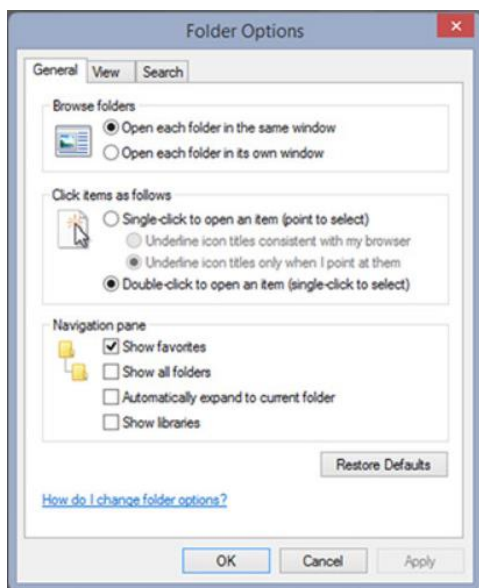 Folder Options
General View Search
Browse folders
Open each folder in the same window
Open each folder in its own window
Click items as follows
Single-click to open an item (point to select)
Underline icon titles consistent with my browser
Underline icon titles only when I point at them
Double-click to open an item (single-click to select)
Navigation pane
Show favorites
Show all folders
Automatically expand to current folder
Show libraries
Restore Defaults
How do I change folder options?
OK Cancel Apply